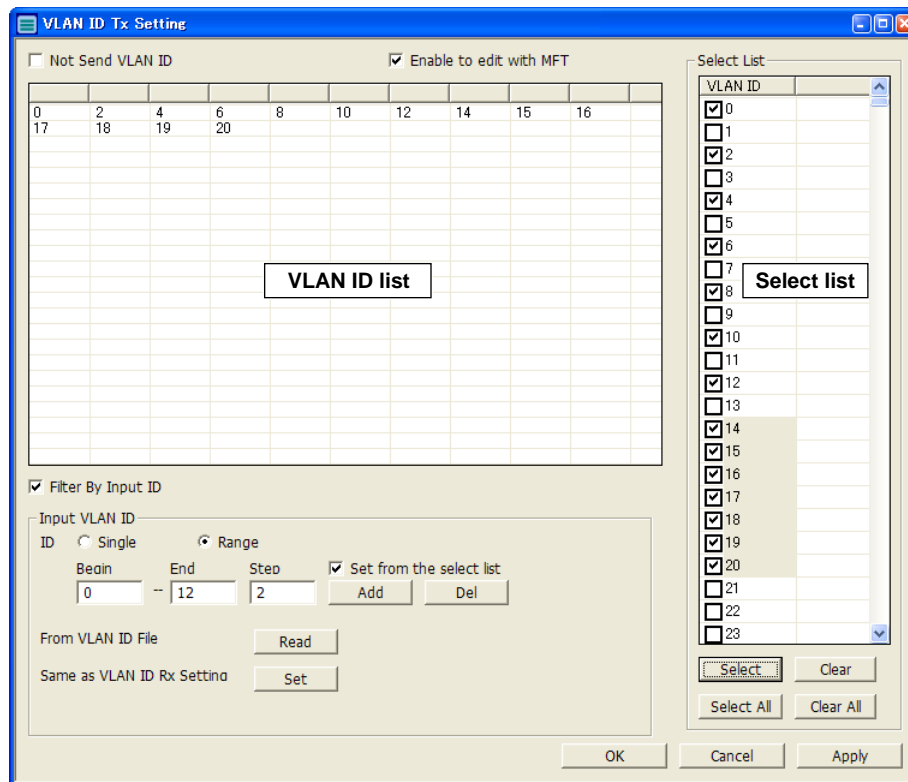 VLAN ID Tx Setting
Not Send VLAN ID
Enable to edit with MFT
0 2 4 6 8 10 12 14 15 16
17 18 19 20
VLAN ID list
Filter By Input ID
Input VLAN ID
ID Single Range
Begin End Step Set from the select list
0 -- 12 2 Add Del
From VLAN ID File Read
Same as VLAN ID Rx Setting Set
Select List
VLAN ID
0
1
2
3
4
5
6
7
8
Select list
9
10
11
12
13
14
15
16
17
18
19
20
21
22
23
Select Clear
Select All Clear All
OK Cancel Apply